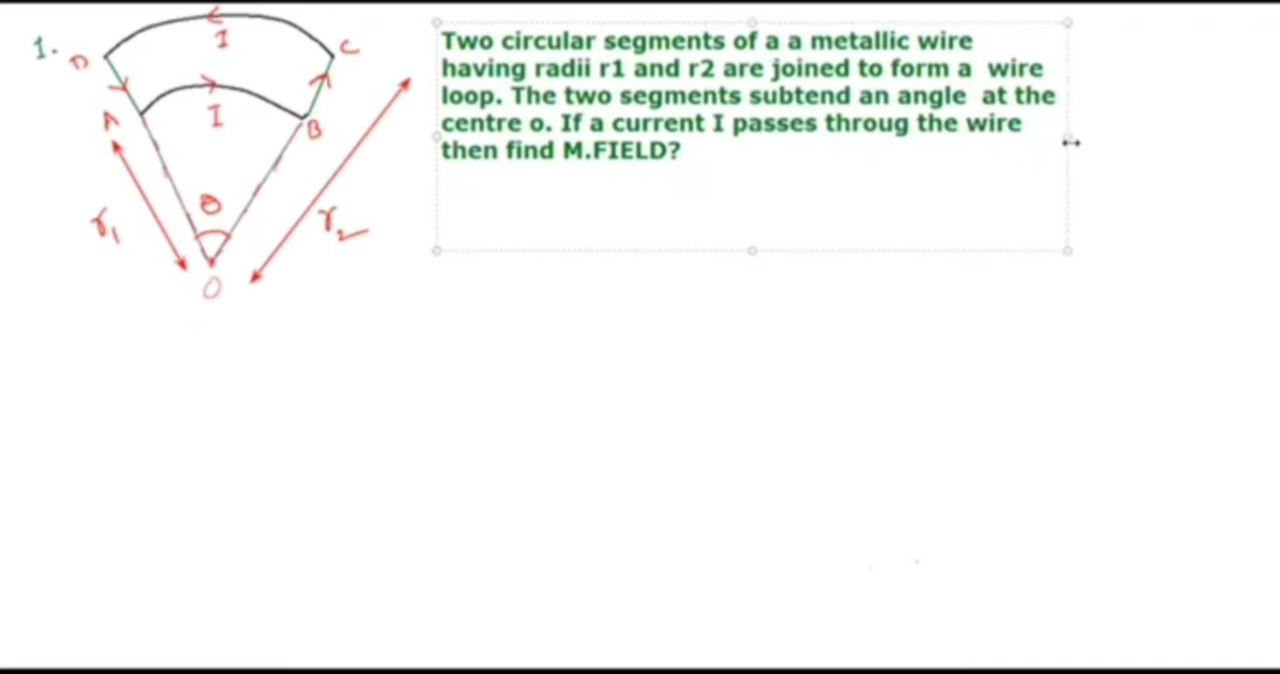 1.
I
D
C
A
I
B
θ
r₁
r₂
O
Two circular segments of a a metallic wire
having radii r1 and r2 are joined to form a wire
loop. The two segments subtend an angle at the
centre o. If a current I passes throug the wire
then find M.FIELD?